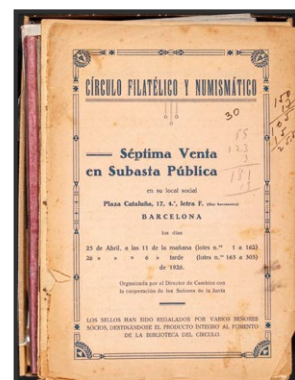 CÍRCULO FILATÉLICO Y NUMISMÁTICO
30
Séptima Venta
en Subasta Pública
en su local social
Plaza Cataluña, 17, 4.º, letra F.
BARCELONA
los días
25 de Abril, a las 11 de la mañana (lotes n.os 1 a 162)
26 » » » 6 » tarde (lotes n.os 163 a 303)
de 1926.
Organizada por el Director de Cambios con
la cooperación de los Señores de la Junta
LOS SELLOS HAN SIDO REGALADOS POR VARIOS SEÑORES
SOCIOS, DESTINÁNDOSE EL PRODUCTO ÍNTEGRO AL FOMENTO
DE LA BIBLIOTECA DEL CÍRCULO.